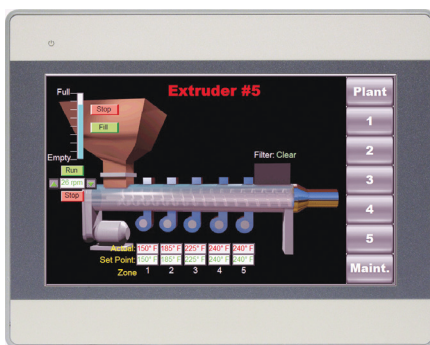 Extruder #5
Full
Stop
Fill
Empty
Run
26 rpm
Stop
Filter: Clear
Actual: 150° F 185° F 225° F 240° F 240° F
Set Point: 150° F 185° F 225° F 240° F 240° F
Zone 1 2 3 4 5
Plant
1
2
3
4
5
Maint.